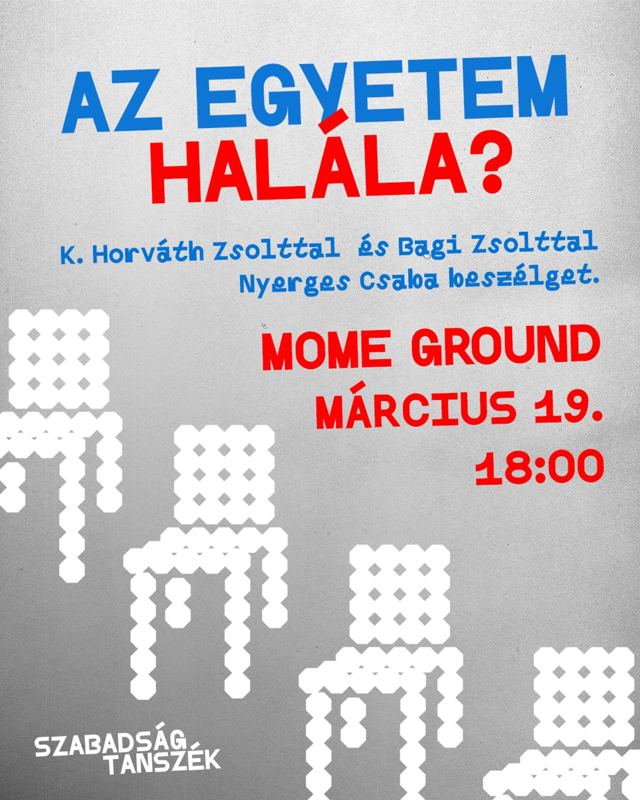 AZ EGYETEM
HALÁLA?
K. Horváth Zsolttal és Bagi Zsolttal
Nyerges Csaba beszélget.
MOME GROUND
MÁRCIUS 19.
18:00
SZABADSÁG
TANSZÉK